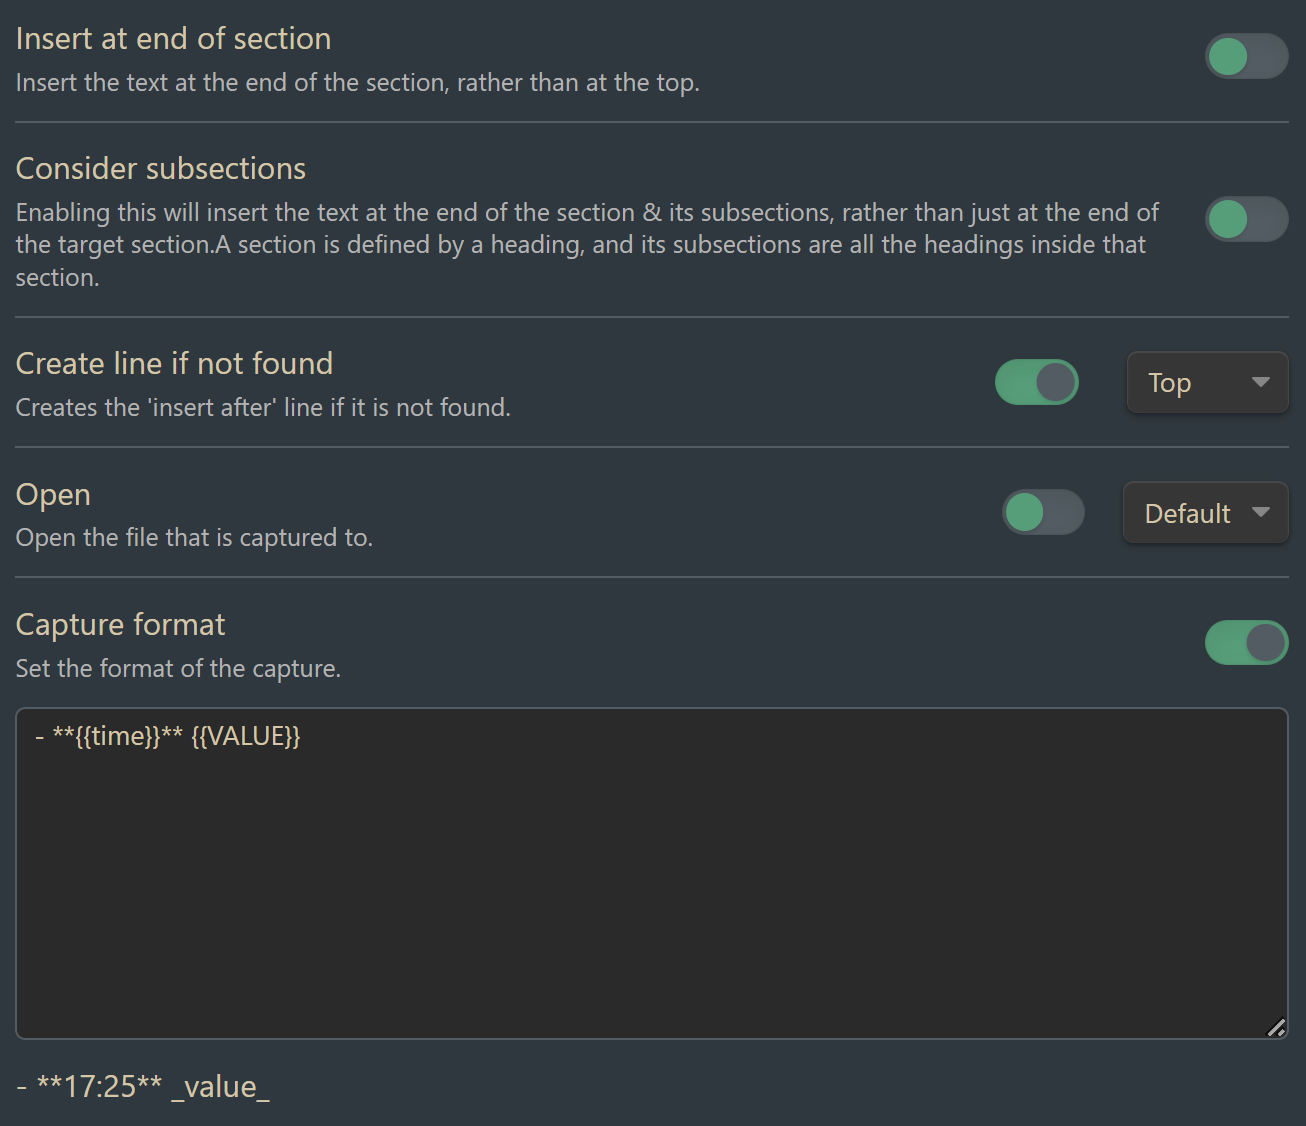 Insert at end of section
Insert the text at the end of the section, rather than at the top.
Consider subsections
Enabling this will insert the text at the end of the section & its subsections, rather than just at the end of
the target section.A section is defined by a heading, and its subsections are all the headings inside that
section.
Create line if not found
Creates the 'insert after' line if it is not found.
Top
Open
Open the file that is captured to.
Default
Capture format
Set the format of the capture.
- **{{time}}** {{VALUE}}
- **17:25** _value_